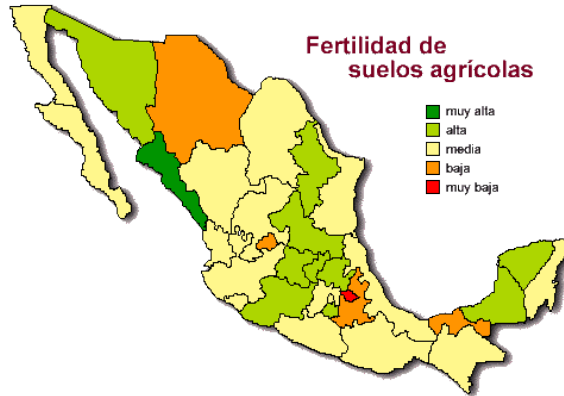 Fertilidad de
suelos agrícolas
muy alta
alta
media
baja
muy baja